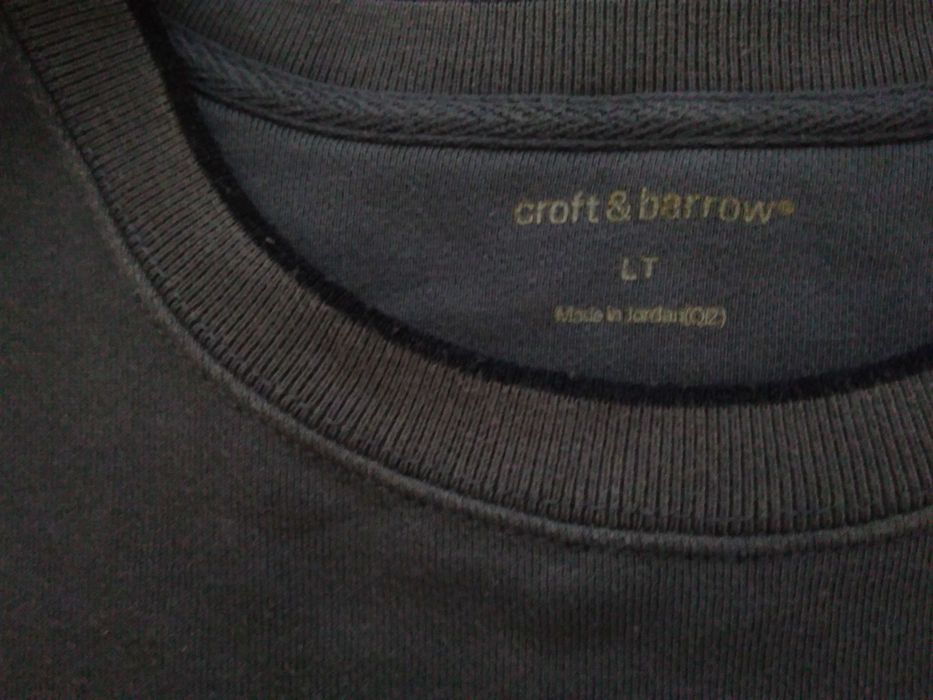 croft & barrow®
LT
Made in Jordan(QIZ)